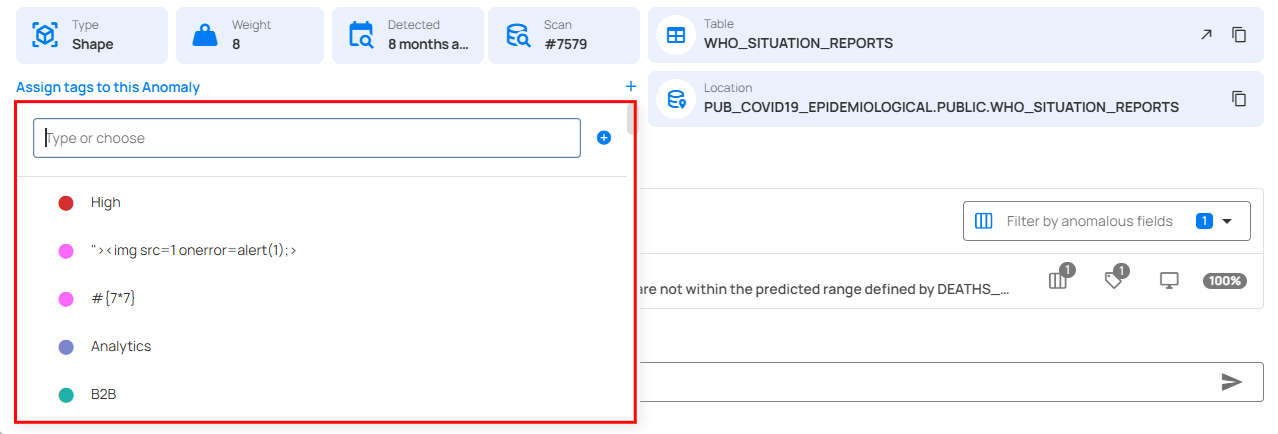 Type
Shape
Weight
8
Detected
8 months a...
Scan
#7579
Table
WHO_SITUATION_REPORTS
Location
PUB_COVID19_EPIDEMIOLOGICAL.PUBLIC.WHO_SITUATION_REPORTS
Assign tags to this Anomaly
+
Type or choose
High
"><img src=1 onerror=alert(1);>
#{7*7}
Analytics
B2B
Filter by anomalous fields
1
are not within the predicted range defined by DEATHS_...
1
1
100%